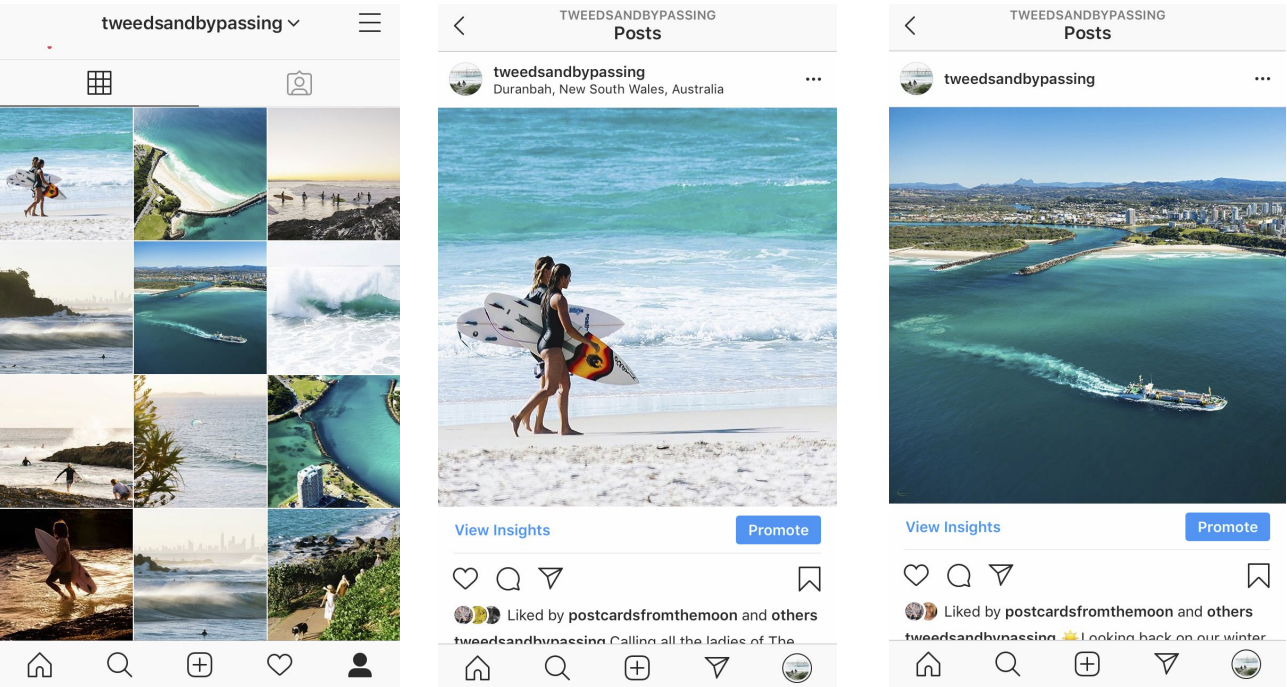 tweedsandbypassing
TWEEDSANDBYPASSING
Posts
tweedsandbypassing
Duranbah, New South Wales, Australia
View Insights
Promote
Liked by postcardsfromthemoon and others
tweedsandbypassing Calling all the ladies of The
TWEEDSANDBYPASSING
Posts
tweedsandbypassing
View Insights
Promote
Liked by postcardsfromthemoon and others
tweedsandbypassing ☀️Looking back on our winter